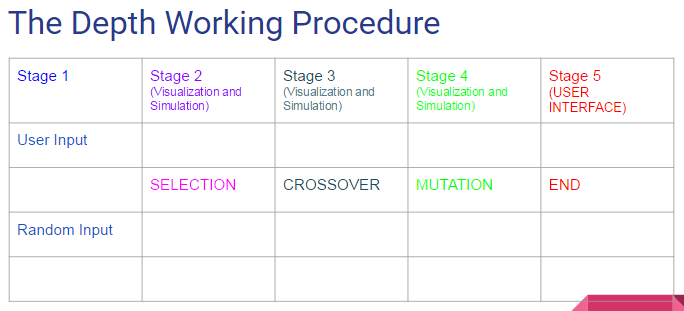 The Depth Working Procedure
Stage 1
Stage 2
(Visualization and
Simulation)
Stage 3
(Visualization and
Simulation)
Stage 4
(Visualization and
Simulation)
Stage 5
(USER
INTERFACE)
User Input
SELECTION
CROSSOVER
MUTATION
END
Random Input